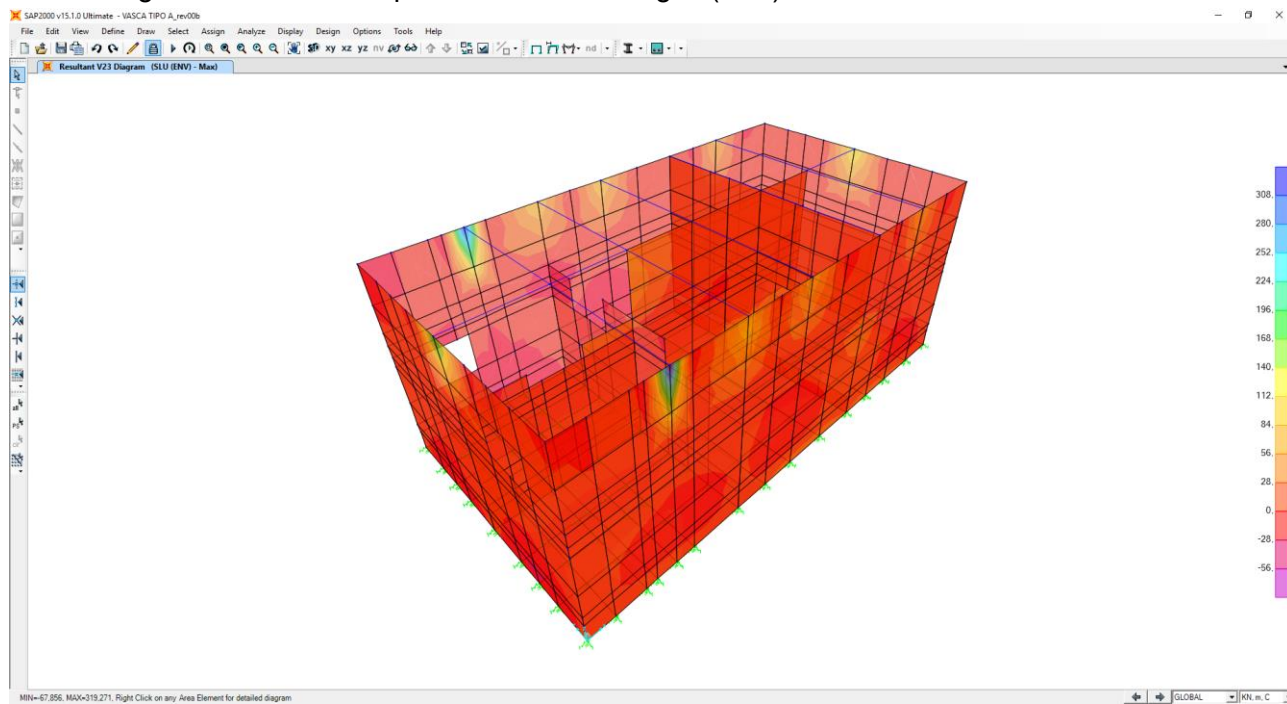 SAP2000 v15.1.0 Ultimate - VASCA TIPO A_rev00b
File Edit View Define Draw Select Assign Analyze Display Design Options Tools Help
xy xz yz nv nd
Resultant V23 Diagram (SLU (ENV) - Max)
308.
280.
252.
224.
196.
168.
140.
112.
84.
56.
28.
0.
-28.
-56.
MIN=-67.856, MAX=319.271, Right Click on any Area Element for detailed diagram
GLOBAL
KN, m, C